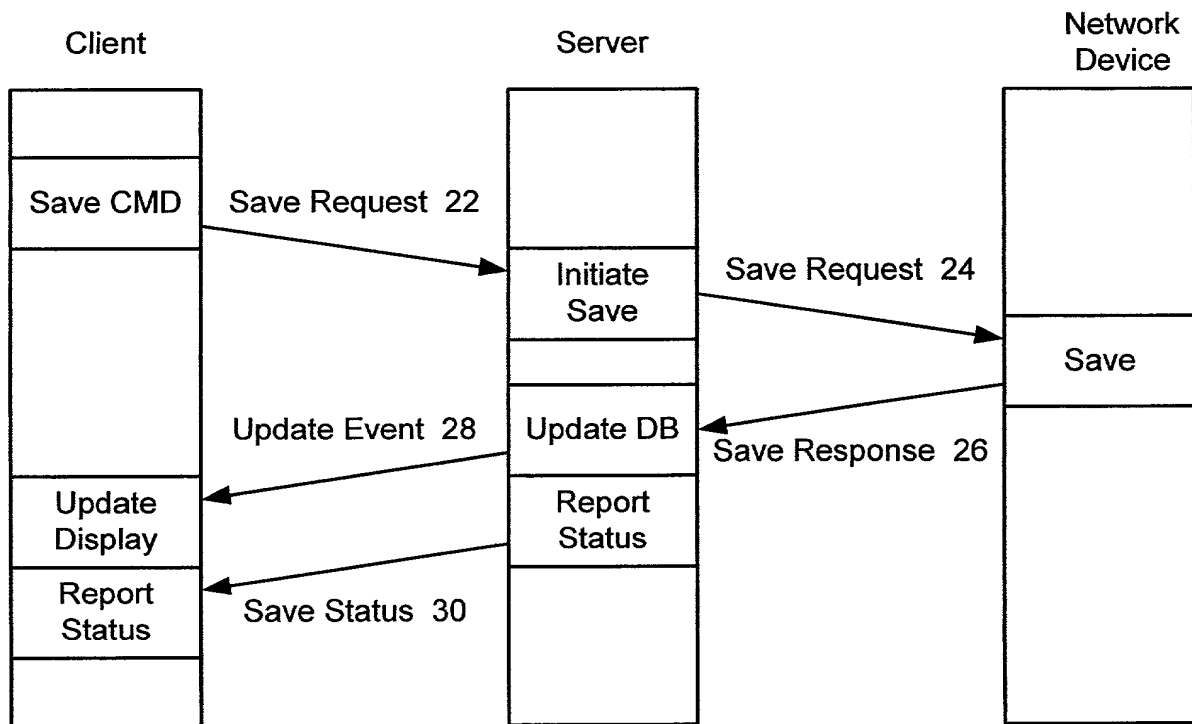 Client
Server
Network
Device
Save CMD
Save Request 22
Initiate
Save
Save Request 24
Save
Update Event 28
Update DB
Save Response 26
Update
Display
Report
Status
Report
Status
Save Status 30